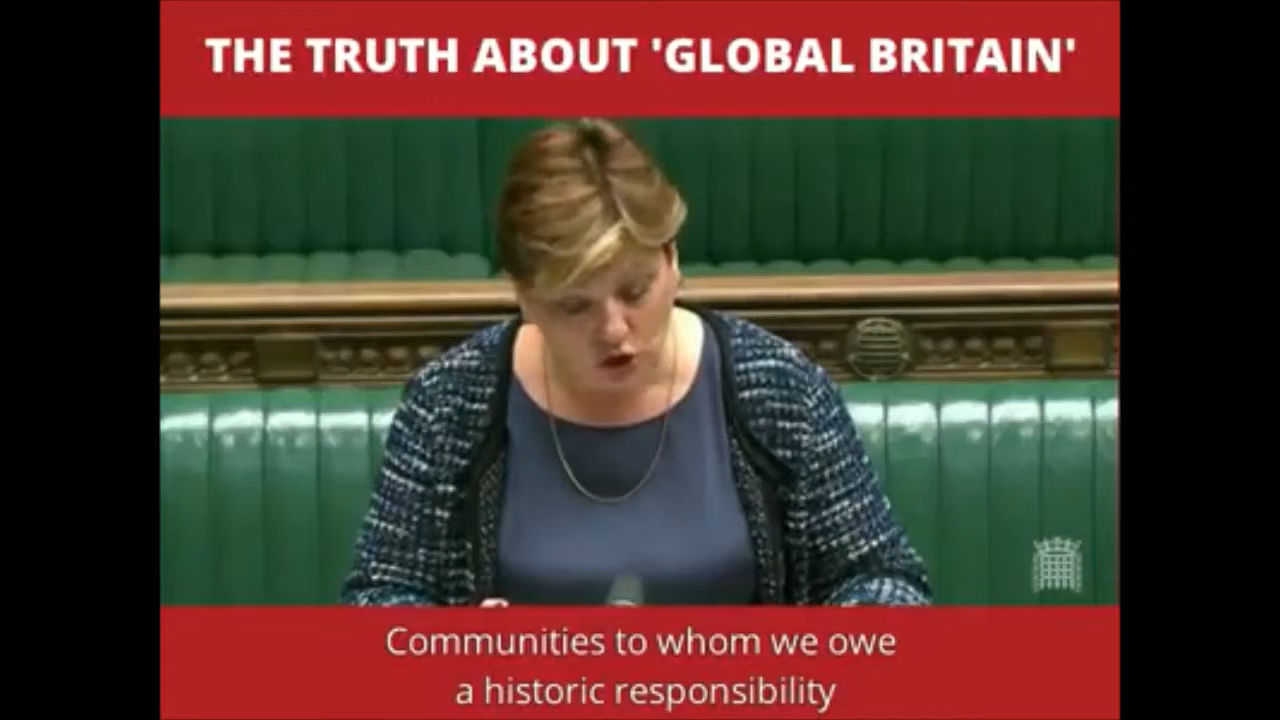 THE TRUTH ABOUT 'GLOBAL BRITAIN'
Communities to whom we owe
a historic responsibility